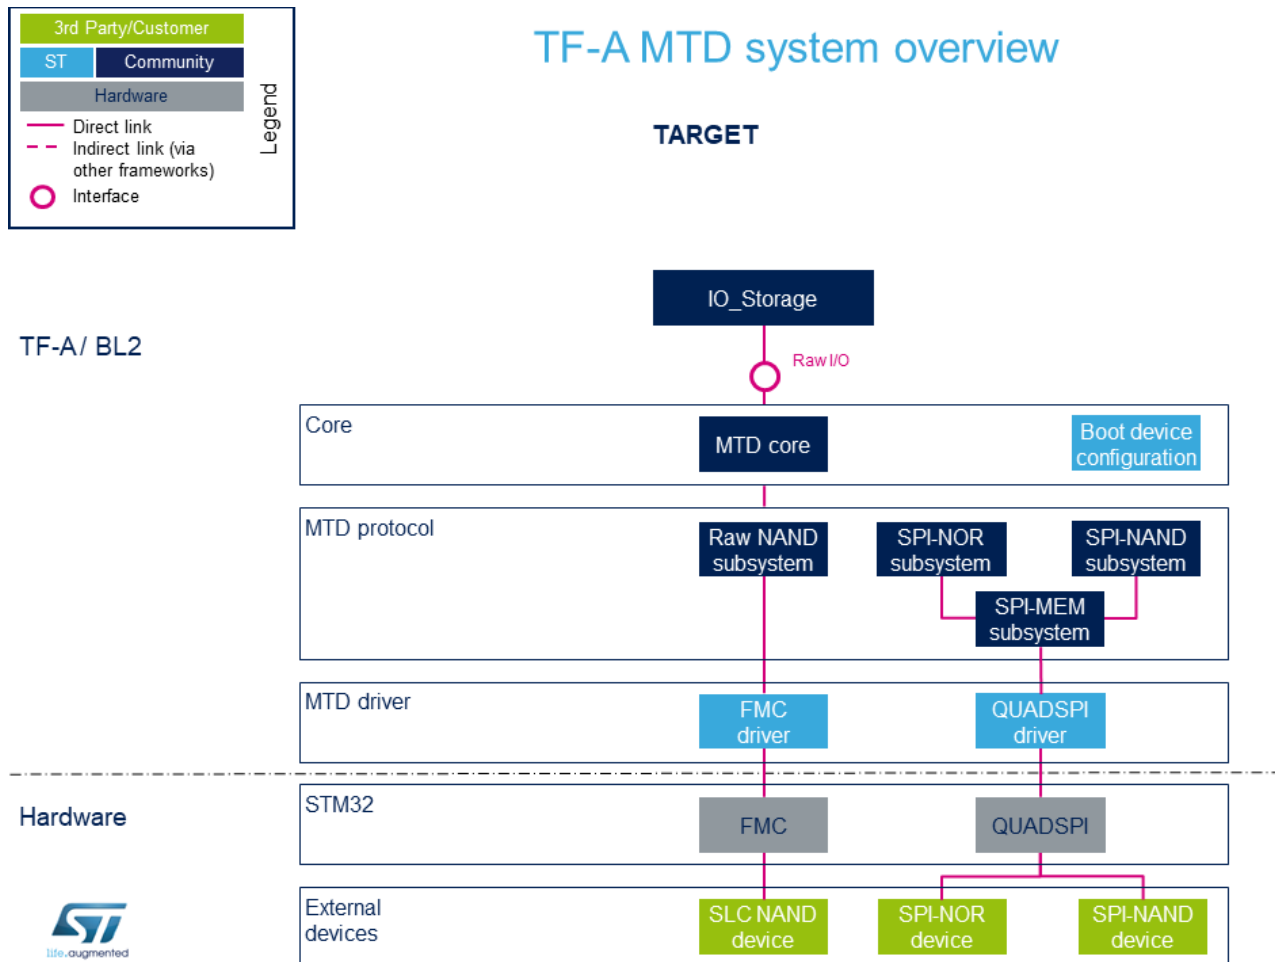 3rd Party/Customer
ST
Community
Hardware
Direct link
Indirect link (via
other frameworks)
Interface
Legend
TF-A MTD system overview
TARGET
IO_Storage
TF-A / BL2
Raw I/O
Core
MTD core
Boot device
configuration
MTD protocol
Raw NAND
subsystem
SPI-NOR
subsystem
SPI-NAND
subsystem
SPI-MEM
subsystem
MTD driver
FMC
driver
QUADSPI
driver
Hardware
STM32
FMC
QUADSPI
External
devices
SLC NAND
device
SPI-NOR
device
SPI-NAND
device
ST
life.augmented